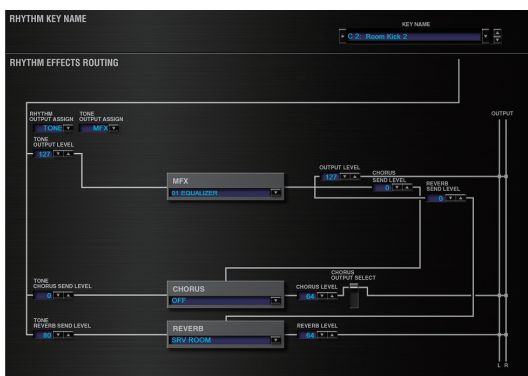 RHYTHM KEY NAME
KEY NAME
C 2: Room Kick 2
RHYTHM EFFECTS ROUTING
RHYTHM
OUTPUT ASSIGN
TONE
TONE
OUTPUT ASSIGN
MFX
OUTPUT
TONE
OUTPUT LEVEL
127
MFX
01 EQUALIZER
OUTPUT LEVEL
127
CHORUS
SEND LEVEL
0
REVERB
SEND LEVEL
0
TONE
CHORUS SEND LEVEL
0
CHORUS
OFF
CHORUS LEVEL
64
CHORUS
OUTPUT SELECT
TONE
REVERB SEND LEVEL
80
REVERB
SRV ROOM
REVERB LEVEL
64
L R